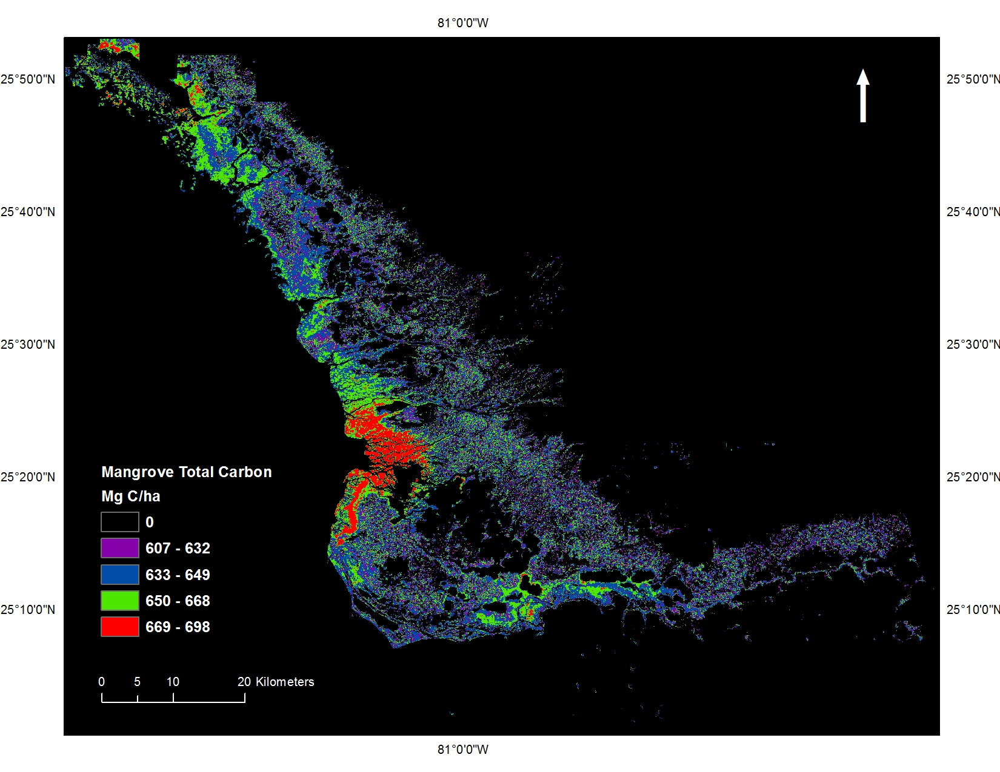 81°0'0"W
25°50'0"N
25°50'0"N
25°40'0"N
25°40'0"N
25°30'0"N
25°30'0"N
25°20'0"N
25°20'0"N
25°10'0"N
25°10'0"N
Mangrove Total Carbon
Mg C/ha
0
607 - 632
633 - 649
650 - 668
669 - 698
0 5 10 20 Kilometers
81°0'0"W